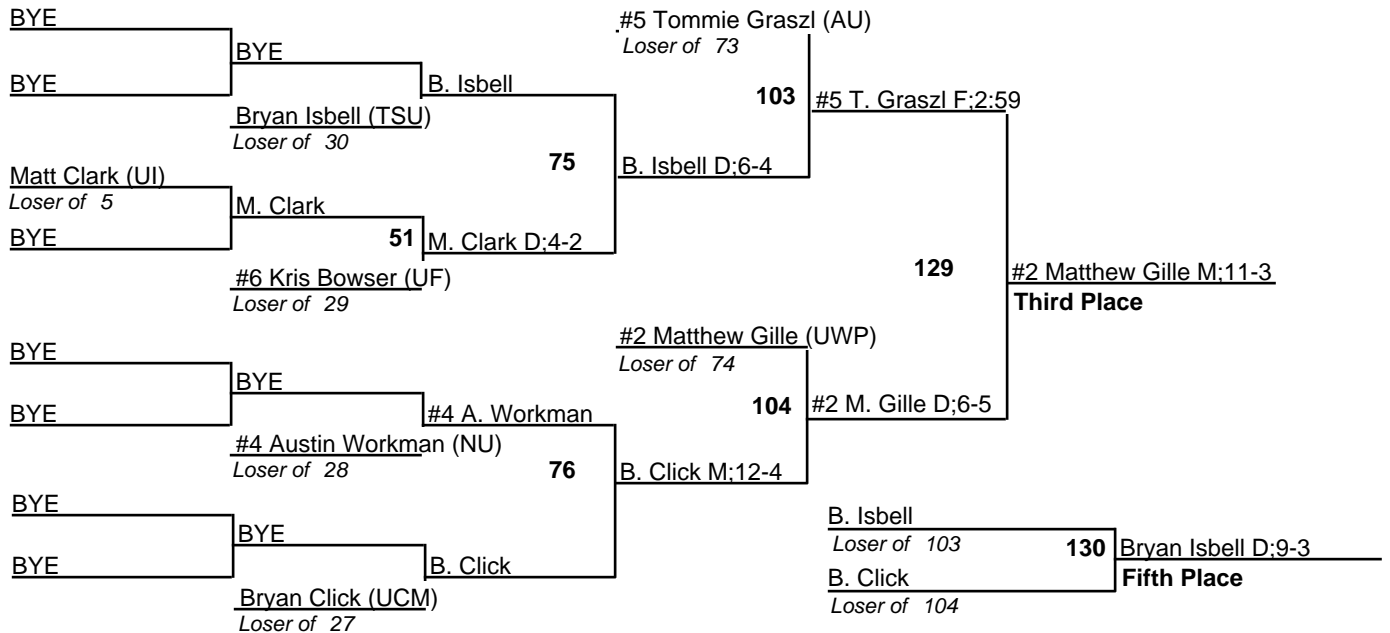 BYE
BYE
BYE
B. Isbell
Bryan Isbell (TSU)
Loser of 30
Matt Clark (UI)
Loser of 5
BYE
M. Clark
51
M. Clark D;4-2
#6 Kris Bowser (UF)
Loser of 29
75
B. Isbell D;6-4
#5 Tommie Graszl (AU)
Loser of 73
103
#5 T. Graszl F;2:59
BYE
BYE
BYE
#4 A. Workman
#4 Austin Workman (NU)
Loser of 28
BYE
BYE
BYE
B. Click
Bryan Click (UCM)
Loser of 27
76
B. Click M;12-4
#2 Matthew Gille (UWP)
Loser of 74
104
#2 M. Gille D;6-5
129
#2 Matthew Gille M;11-3
Third Place
B. Isbell
Loser of 103
B. Click
Loser of 104
130
Bryan Isbell D;9-3
Fifth Place